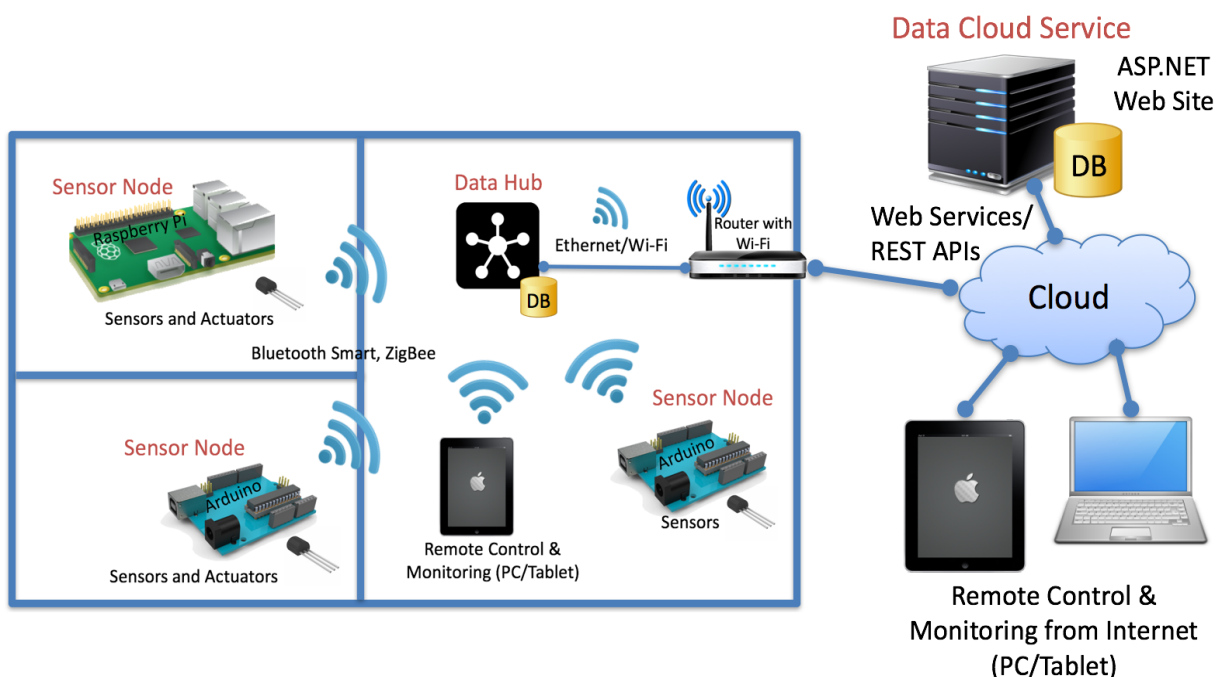 Data Cloud Service
ASP.NET
Web Site
DB
Web Services/
REST APIs
Cloud
Sensor Node
Raspberry Pi
Sensors and Actuators
Data Hub
DB
Ethernet/Wi-Fi
Router with
Wi-Fi
Bluetooth Smart, ZigBee
Sensor Node
Arduino
Sensors and Actuators
Remote Control &
Monitoring (PC/Tablet)
Sensor Node
Arduino
Sensors
Remote Control &
Monitoring from Internet
(PC/Tablet)